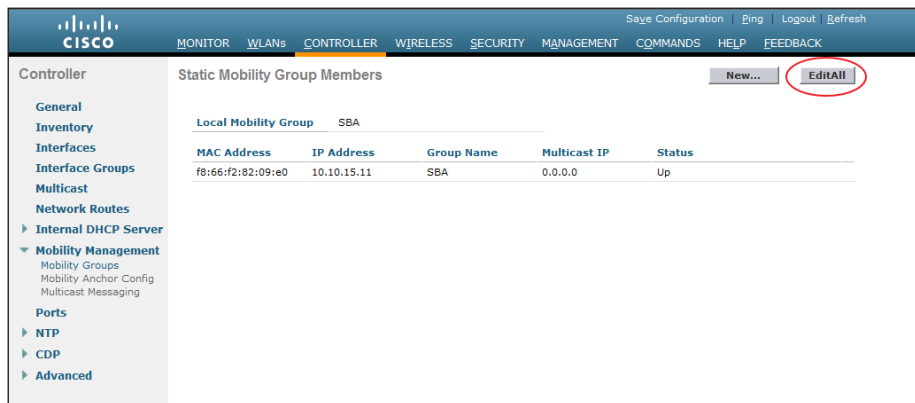 Save Configuration | Ping | Logout | Refresh
CISCO
MONITOR WLANs CONTROLLER WIRELESS SECURITY MANAGEMENT COMMANDS HELP FEEDBACK
Controller
General
Inventory
Interfaces
Interface Groups
Multicast
Network Routes
Internal DHCP Server
Mobility Management
Mobility Groups
Mobility Anchor Config
Multicast Messaging
Ports
NTP
CDP
Advanced
Static Mobility Group Members
New...
EditAll
Local Mobility Group SBA
MAC Address IP Address Group Name Multicast IP Status
f8:66:f2:82:09:e0 10.10.15.11 SBA 0.0.0.0 Up